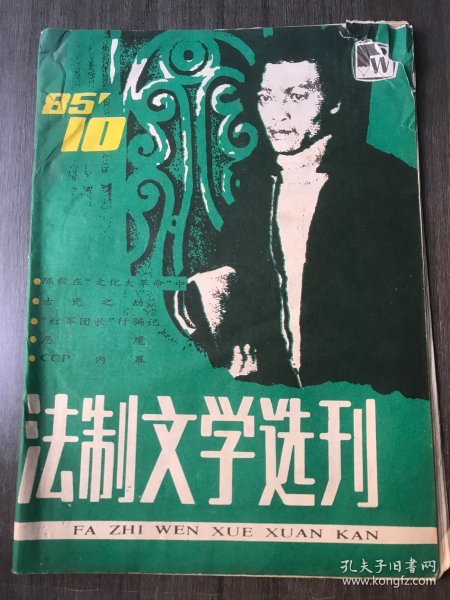 W
85'
10
●陈毅在“文化大革命”中
●古瓷之劫
●“红军团长”行骗记
●恶魔
●CCP内幕
法制文学选刊
FA ZHI WEN XUE XUAN KAN
孔夫子旧书网
www.kongfz.com